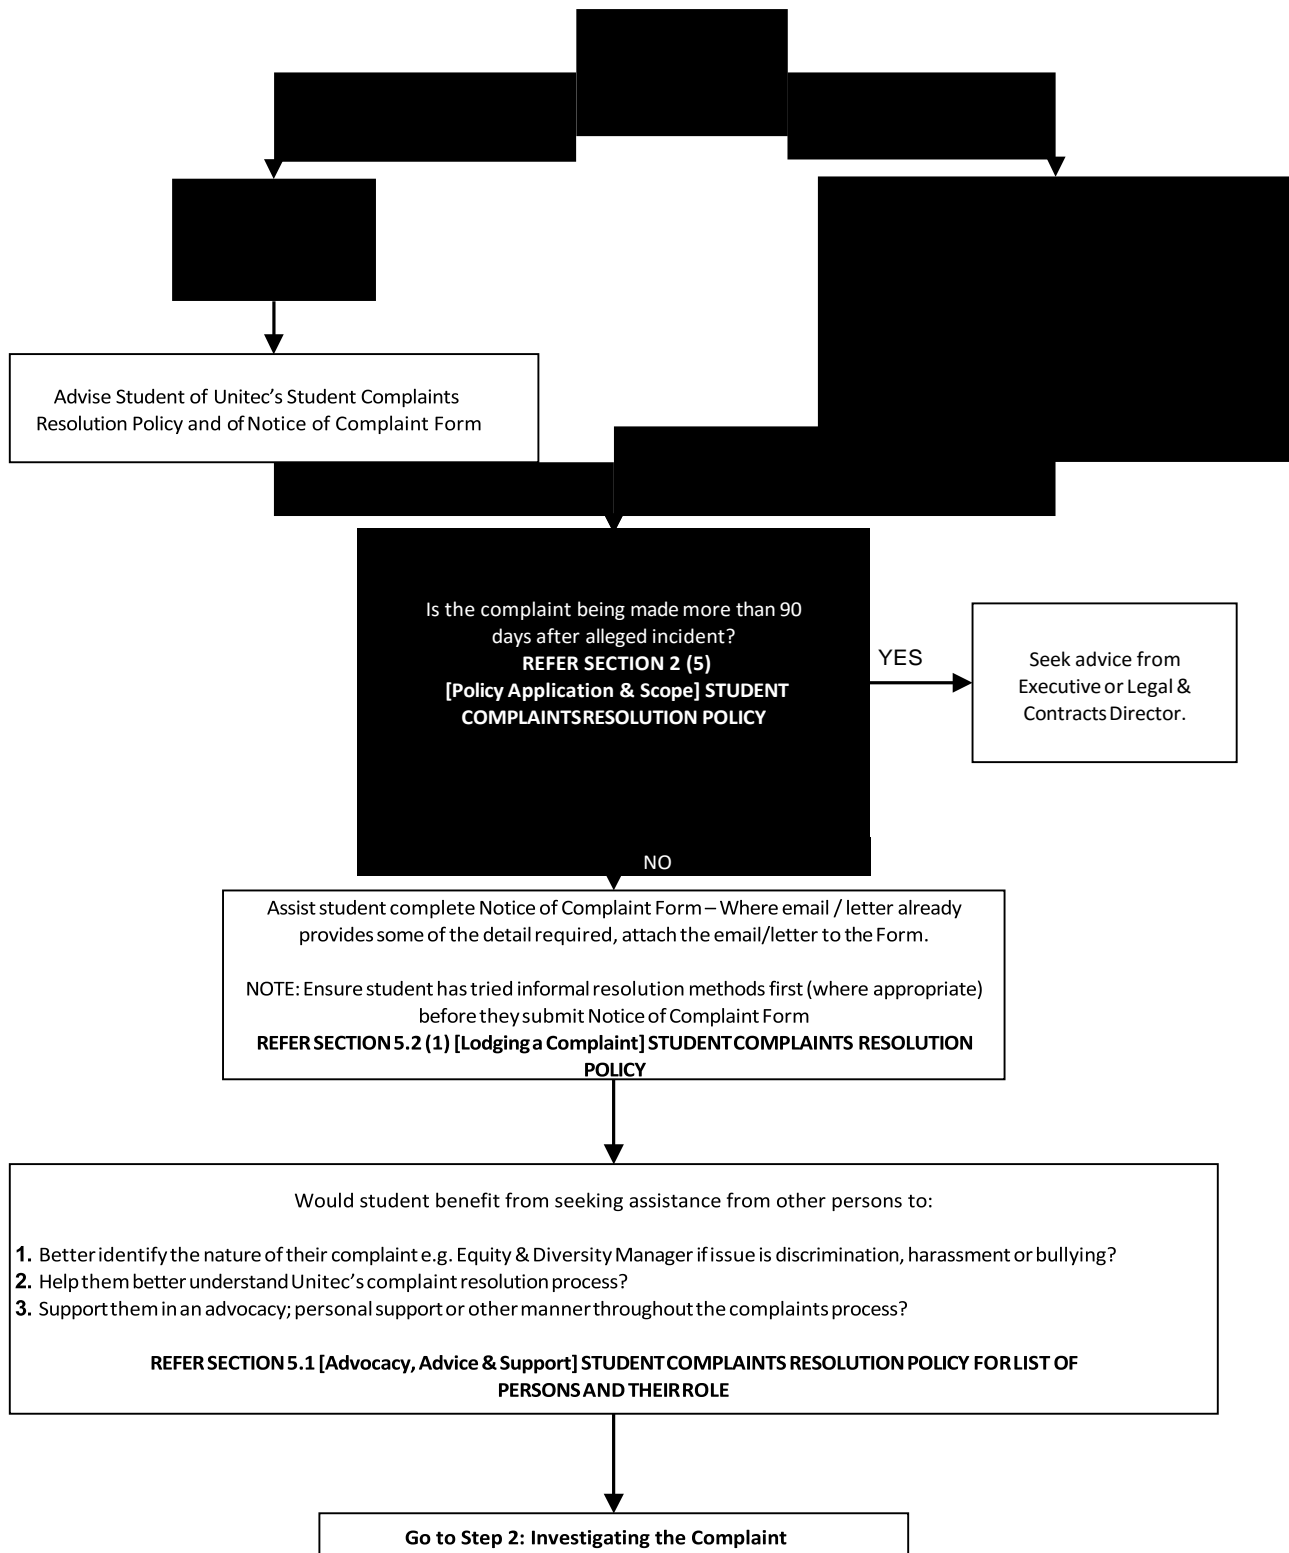 Advise Student of Unitec’s Student Complaints
Resolution Policy and of Notice of Complaint Form
Is the complaint being made more than 90
days after alleged incident?
REFER SECTION 2 (5)
[Policy Application & Scope] STUDENT
COMPLAINTS RESOLUTION POLICY
YES
Seek advice from
Executive or Legal &
Contracts Director.
NO
Assist student complete Notice of Complaint Form – Where email / letter already
provides some of the detail required, attach the email/letter to the Form.
NOTE: Ensure student has tried informal resolution methods first (where appropriate)
before they submit Notice of Complaint Form
REFER SECTION 5.2 (1) [Lodging a Complaint] STUDENT COMPLAINTS RESOLUTION
POLICY
Would student benefit from seeking assistance from other persons to:
1. Better identify the nature of their complaint e.g. Equity & Diversity Manager if issue is discrimination, harassment or bullying?
2. Help them better understand Unitec’s complaint resolution process?
3. Support them in an advocacy; personal support or other manner throughout the complaints process?
REFER SECTION 5.1 [Advocacy, Advice & Support] STUDENT COMPLAINTS RESOLUTION POLICY FOR LIST OF
PERSONS AND THEIR ROLE
Go to Step 2: Investigating the Complaint